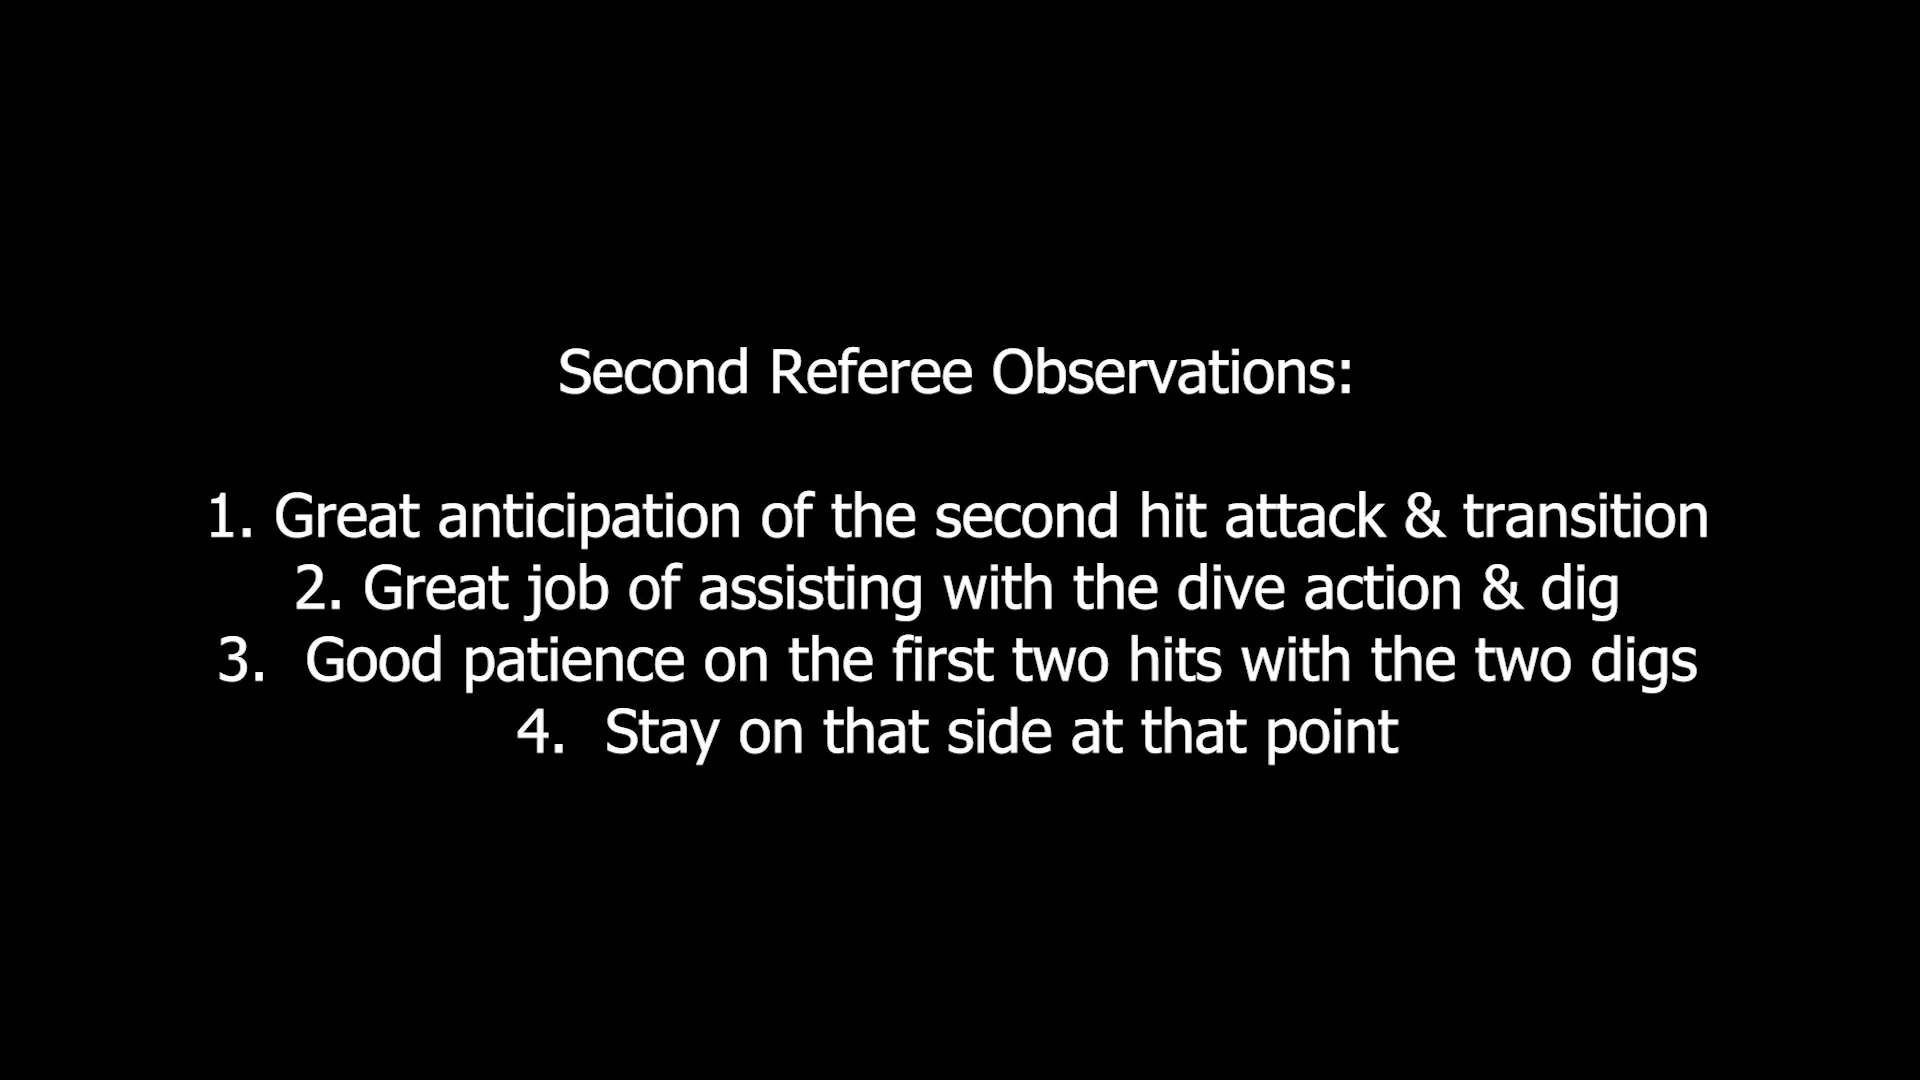 Second Referee Observations:
1. Great anticipation of the second hit attack & transition
2. Great job of assisting with the dive action & dig
3.  Good patience on the first two hits with the two digs
4.  Stay on that side at that point